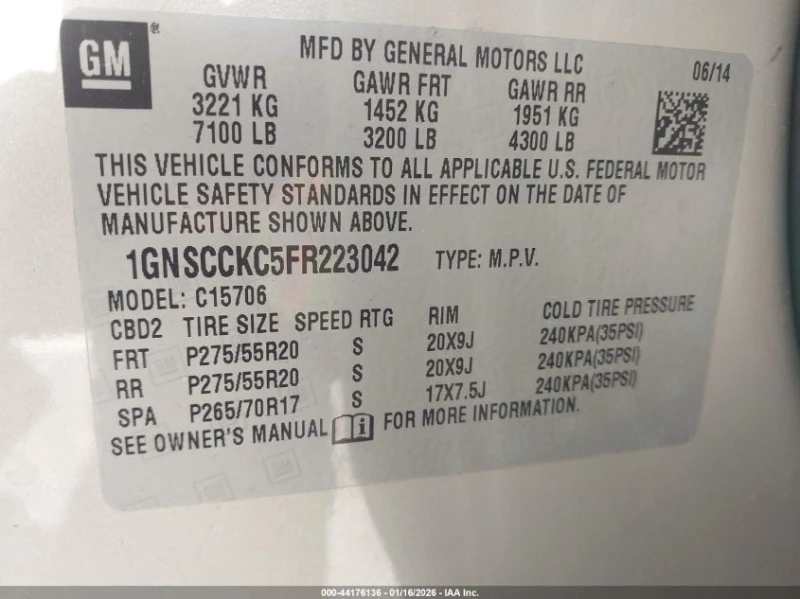 GM®
MFD BY GENERAL MOTORS LLC
06/14
GVWR GAWR FRT GAWR RR
3221 KG 1452 KG 1951 KG
7100 LB 3200 LB 4300 LB
THIS VEHICLE CONFORMS TO ALL APPLICABLE U.S. FEDERAL MOTOR
VEHICLE SAFETY STANDARDS IN EFFECT ON THE DATE OF
MANUFACTURE SHOWN ABOVE.
1GNSCCKC5FR223042 TYPE: M.P.V.
MODEL: C15706
CBD2 TIRE SIZE SPEED RTG RIM COLD TIRE PRESSURE
FRT P275/55R20 S 20X9J 240KPA(35PSI)
RR P275/55R20 S 20X9J 240KPA(35PSI)
SPA P265/70R17 S 17X7.5J 240KPA(35PSI)
SEE OWNER'S MANUAL i FOR MORE INFORMATION.
000-44176136 - 01/16/2026 - IAA Inc.